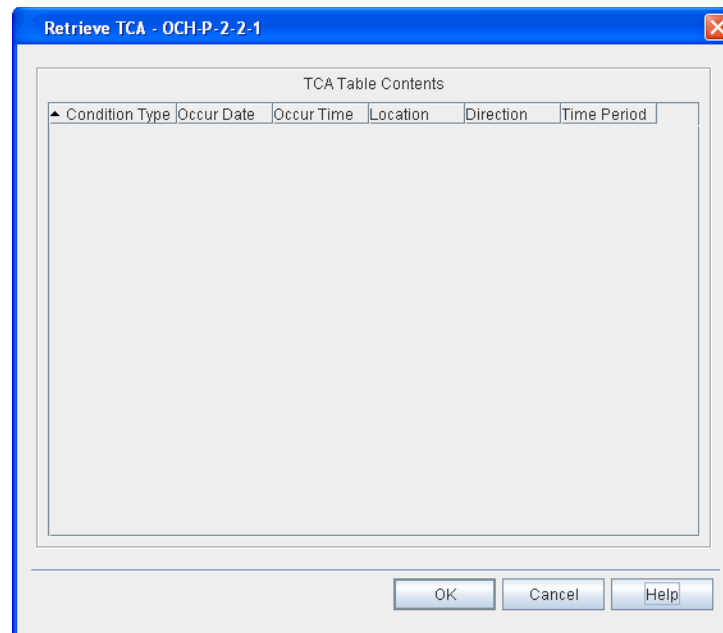 Retrieve TCA - OCH-P-2-2-1
TCA Table Contents
Condition Type Occur Date Occur Time Location Direction Time Period
OK Cancel Help